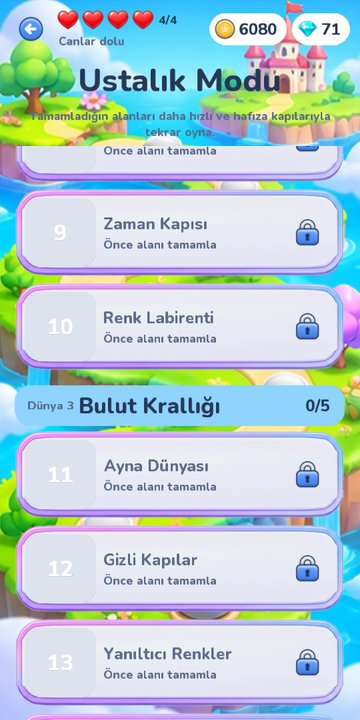 4/4
6080
71
Canlar dolu
Ustalık Modu
Tamamladığın alanları daha hızlı ve hafıza kapılarıyla
tekrar oyna.
Önce alanı tamamla
9
Zaman Kapısı
Önce alanı tamamla
10
Renk Labirenti
Önce alanı tamamla
Dünya 3 Bulut Krallığı 0/5
11
Ayna Dünyası
Önce alanı tamamla
12
Gizli Kapılar
Önce alanı tamamla
13
Yanıltıcı Renkler
Önce alanı tamamla